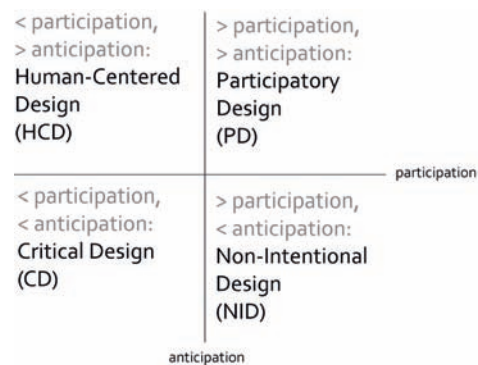 < participation,
> anticipation:
Human-Centered
Design
(HCD)
> participation,
> anticipation:
Participatory
Design
(PD)
participation
< participation,
< anticipation:
Critical Design
(CD)
> participation,
< anticipation:
Non-Intentional
Design
(NID)
anticipation